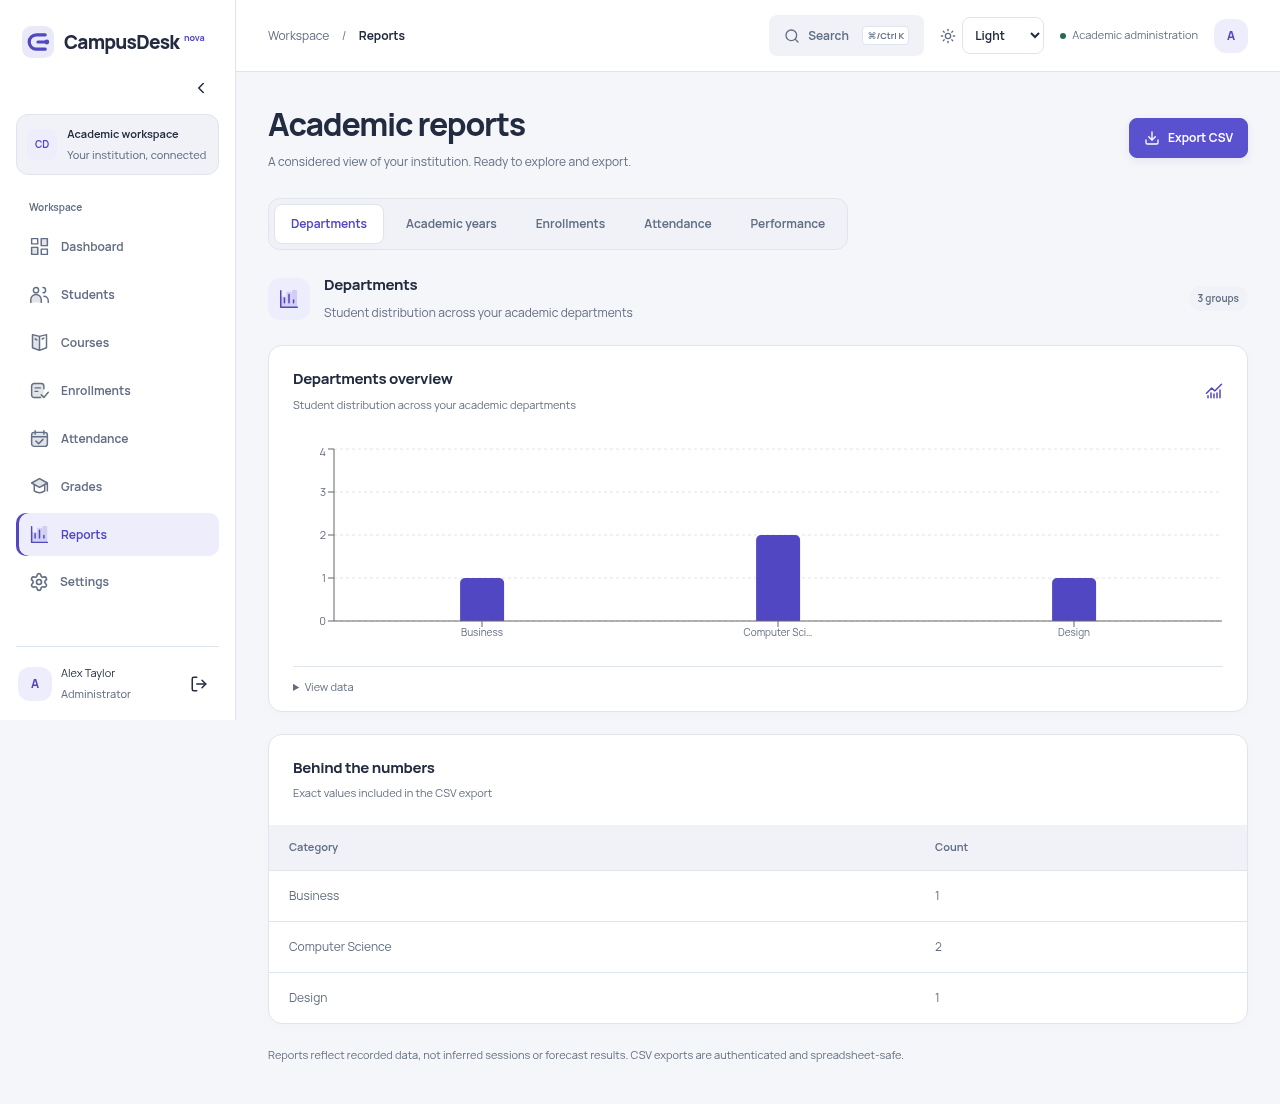 CampusDesk nova
CD
Academic workspace
Your institution, connected
Workspace
Dashboard
Students
Courses
Enrollments
Attendance
Grades
Reports
Settings
A
Alex Taylor
Administrator
Workspace / Reports
Search ⌘/Ctrl K
Light
Academic administration
A
Academic reports
A considered view of your institution. Ready to explore and export.
Export CSV
Departments
Academic years
Enrollments
Attendance
Performance
Departments
Student distribution across your academic departments
3 groups
Departments overview
Student distribution across your academic departments
4
3
2
1
0
Business
Computer Sci…
Design
View data
Behind the numbers
Exact values included in the CSV export
Category Count
Business 1
Computer Science 2
Design 1
Reports reflect recorded data, not inferred sessions or forecast results. CSV exports are authenticated and spreadsheet-safe.